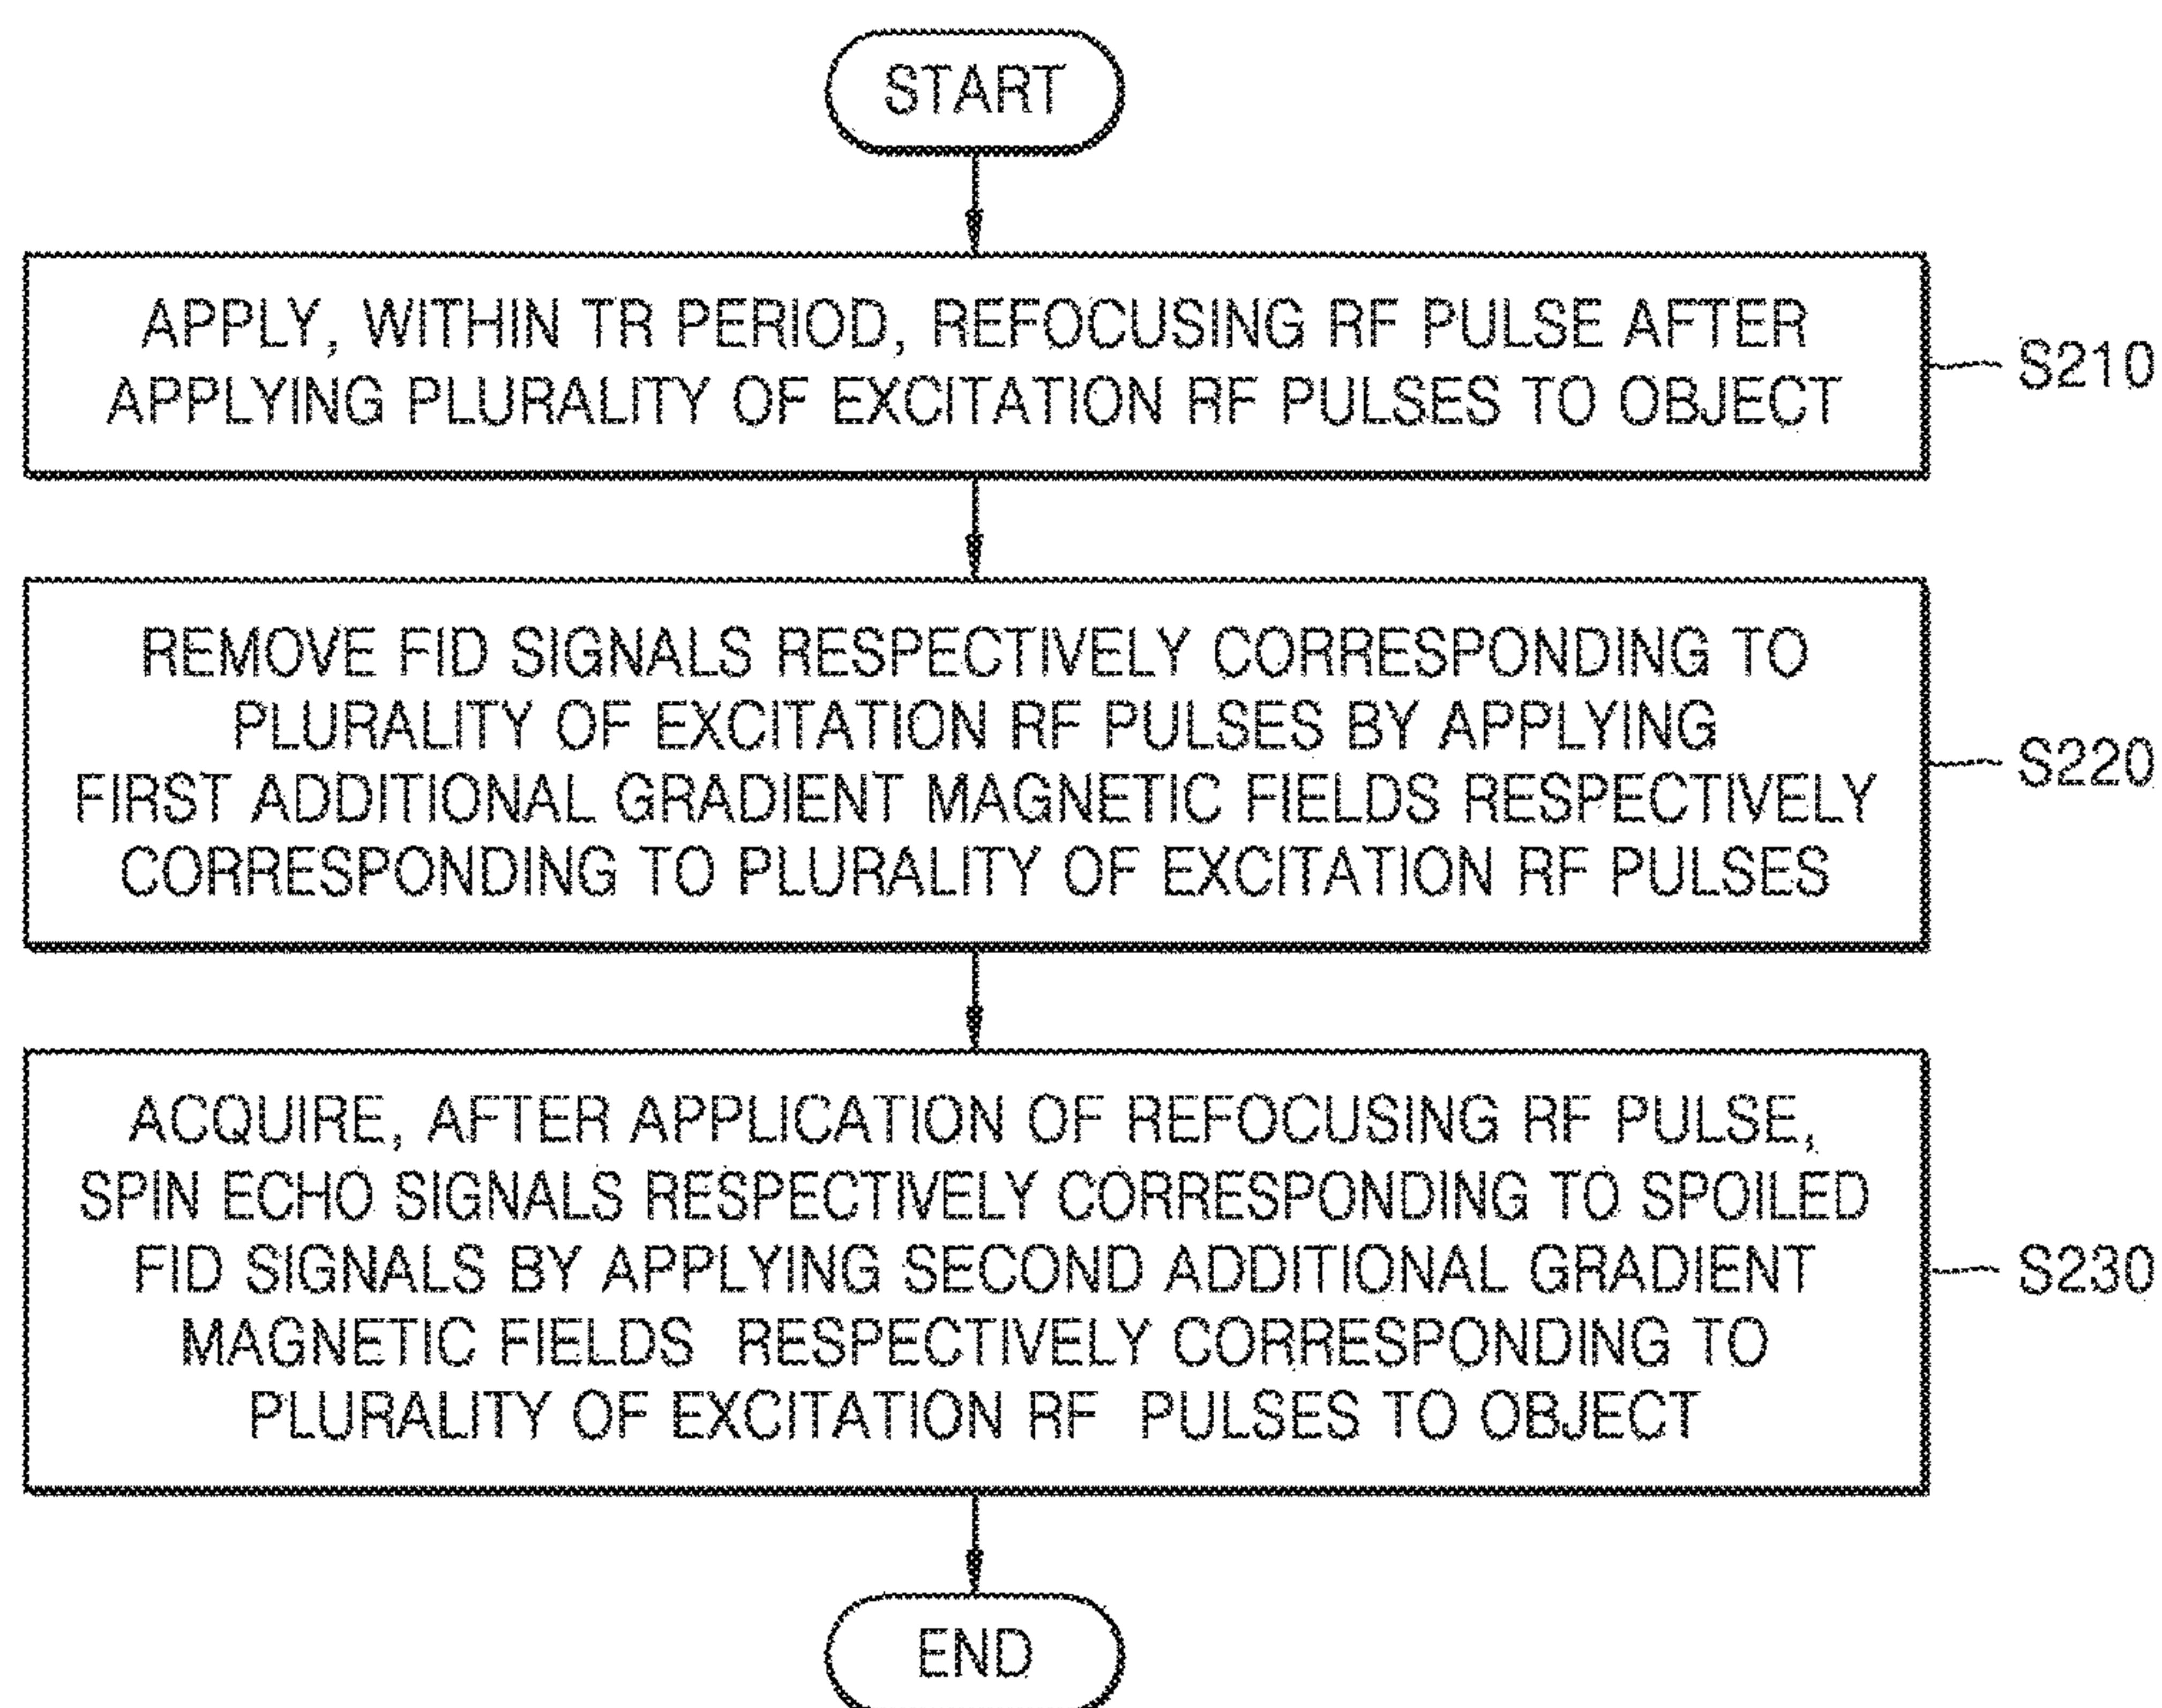 START
APPLY, WITHIN TR PERIOD, REFOCUSING RF PULSE AFTER
APPLYING PLURALITY OF EXCITATION RF PULSES TO OBJECT
S210
REMOVE FID SIGNALS RESPECTIVELY CORRESPONDING TO
PLURALITY OF EXCITATION RF PULSES BY APPLYING
FIRST ADDITIONAL GRADIENT MAGNETIC FIELDS RESPECTIVELY
CORRESPONDING TO PLURALITY OF EXCITATION RF PULSES
S220
ACQUIRE, AFTER APPLICATION OF REFOCUSING RF PULSE,
SPIN ECHO SIGNALS RESPECTIVELY CORRESPONDING TO SPOILED
FID SIGNALS BY APPLYING SECOND ADDITIONAL GRADIENT
MAGNETIC FIELDS RESPECTIVELY CORRESPONDING TO
PLURALITY OF EXCITATION RF PULSES TO OBJECT
S230
END